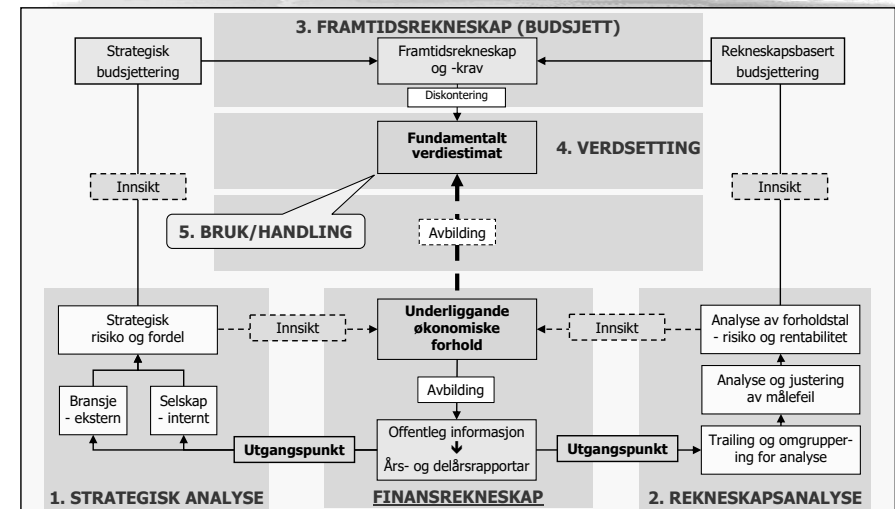 3. FRAMTIDSREKNESKAP (BUDSJETT)
Strategisk
budsjettering
Framtidsrekneskap
og -krav
Rekneskapsbasert
budsjettering
Diskontering
Fundamentalt
verdiestimat
4. VERDSETTING
Innsikt
Innsikt
5. BRUK/HANDLING
Avbilding
Strategisk
risiko og fordel
Innsikt
Underliggande
økonomiske
forhold
Innsikt
Analyse av forholdstal
- risiko og rentabilitet
Avbilding
Analyse og justering
av målefeil
Bransje
- ekstern
Selskap
- internt
Utgangspunkt
Offentleg informasjon
Års- og delårsrapportar
Utgangspunkt
Trailing og omgrupper-
ing for analyse
1. STRATEGISK ANALYSE
FINANSREKNESKAP
2. REKNESKAPSANALYSE